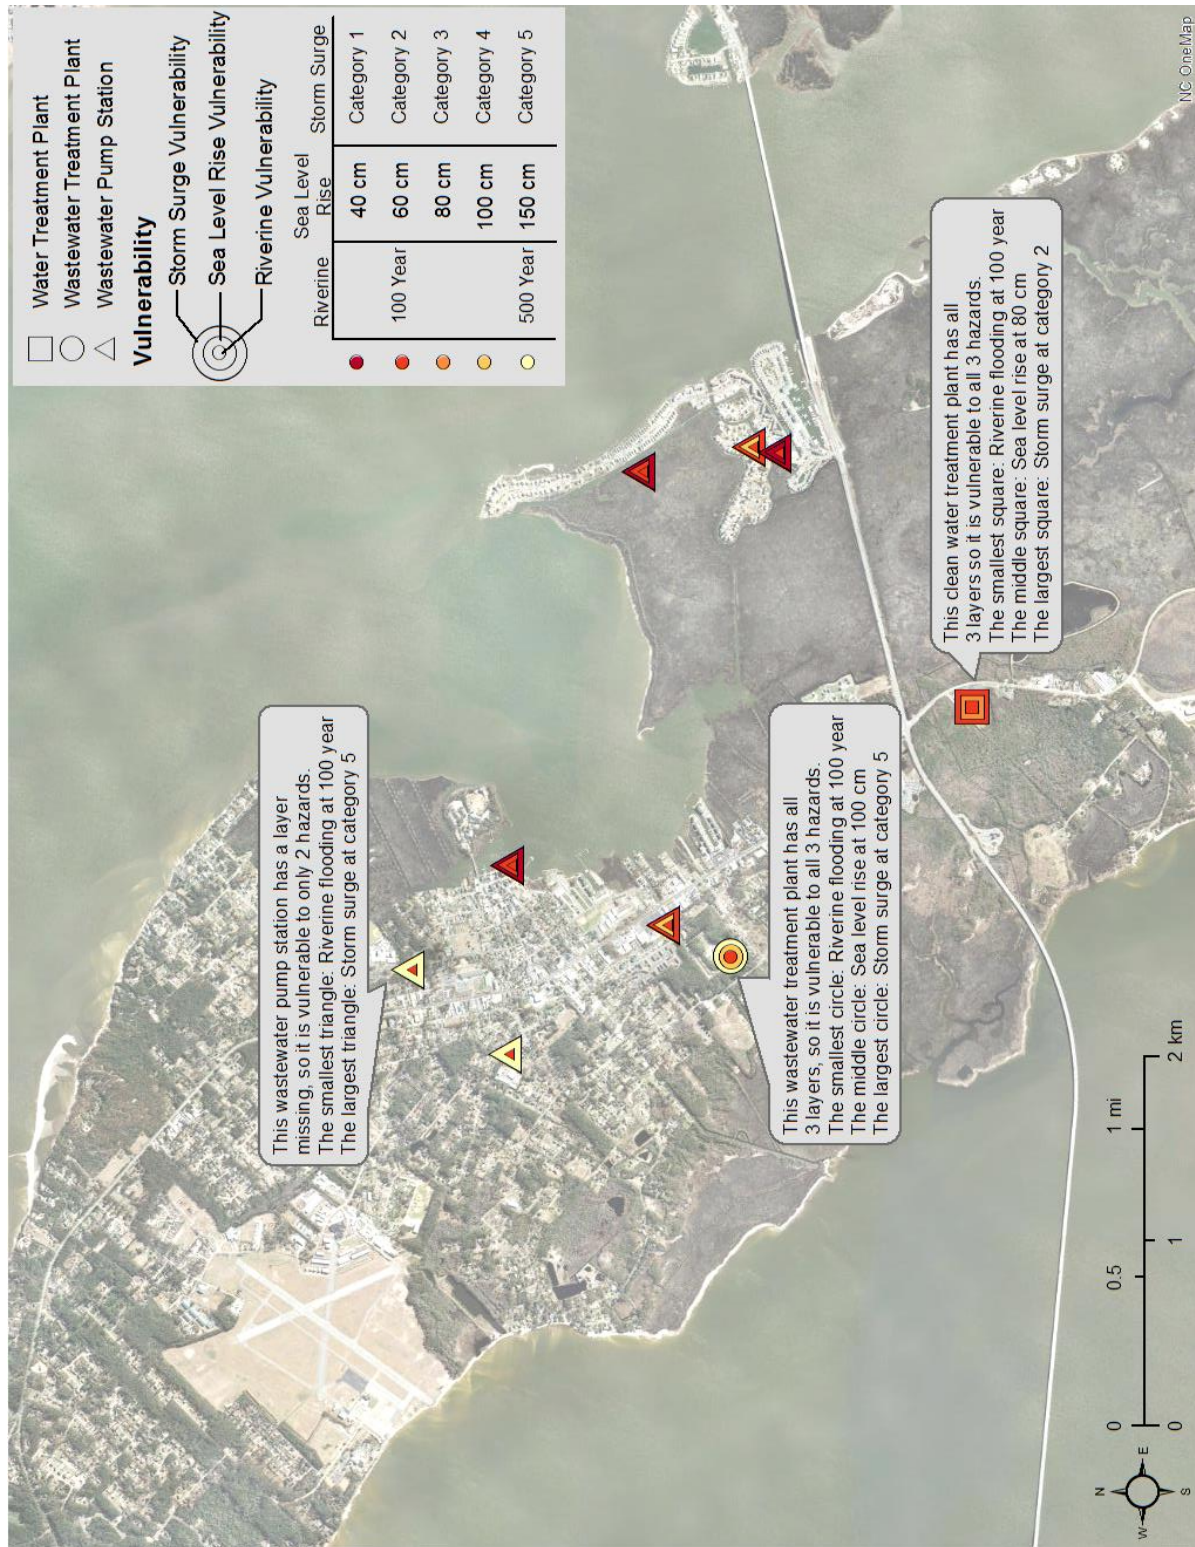 Water Treatment Plant
Wastewater Treatment Plant
Wastewater Pump Station
Vulnerability
Storm Surge Vulnerability
Sea Level Rise Vulnerability
Riverine Vulnerability
Riverine Sea Level Rise Storm Surge
40 cm Category 1
100 Year 60 cm Category 2
80 cm Category 3
100 cm Category 4
500 Year 150 cm Category 5
This wastewater pump station has a layer
missing, so it is vulnerable to only 2 hazards.
The smallest triangle: Riverine flooding at 100 year
The largest triangle: Storm surge at category 5
This wastewater treatment plant has all
3 layers, so it is vulnerable to all 3 hazards.
The smallest circle: Riverine flooding at 100 year
The middle circle: Sea level rise at 100 cm
The largest circle: Storm surge at category 5
This clean water treatment plant has all
3 layers so it is vulnerable to all 3 hazards.
The smallest square: Riverine flooding at 100 year
The middle square: Sea level rise at 80 cm
The largest square: Storm surge at category 2
N
W E
S
0 0.5 1 mi
0 1 2 km
NC OneMap